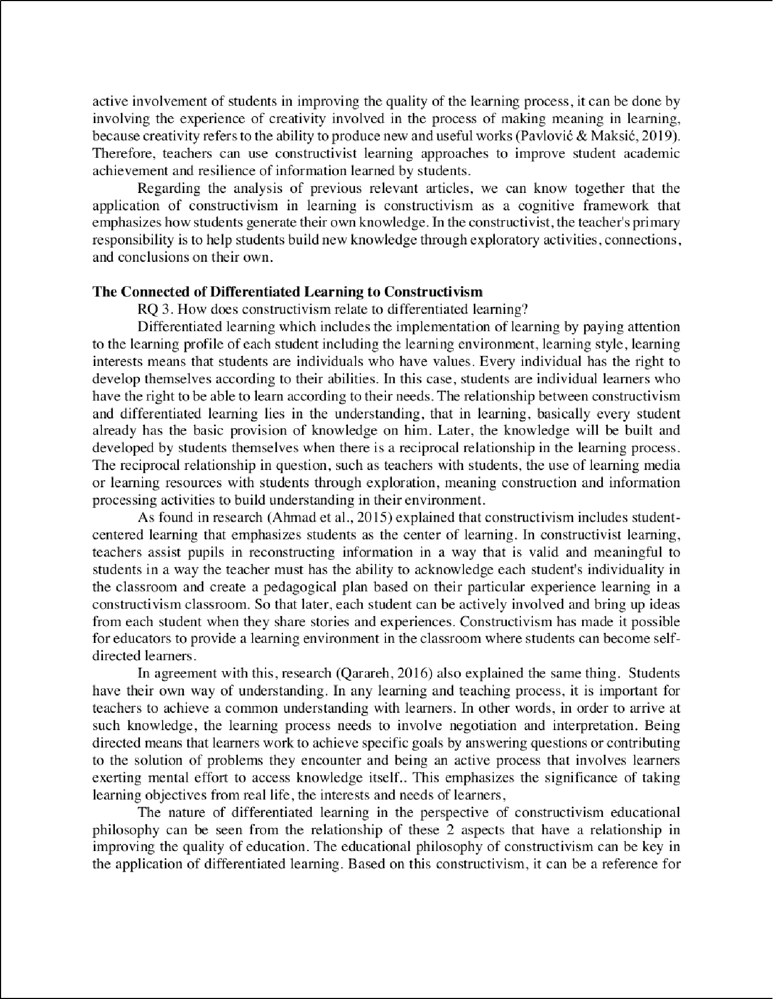 active involvement of students in improving the quality of the learning process, it can be done by
involving the experience of creativity involved in the process of making meaning in learning,
because creativity refers to the ability to produce new and useful works (Pavlović & Maksić, 2019).
Therefore, teachers can use constructivist learning approaches to improve student academic
achievement and resilience of information learned by students.
Regarding the analysis of previous relevant articles, we can know together that the
application of constructivism in learning is constructivism as a cognitive framework that
emphasizes how students generate their own knowledge. In the constructivist, the teacher's primary
responsibility is to help students build new knowledge through exploratory activities, connections,
and conclusions on their own.
The Connected of Differentiated Learning to Constructivism
RQ 3. How does constructivism relate to differentiated learning?
Differentiated learning which includes the implementation of learning by paying attention
to the learning profile of each student including the learning environment, learning style, learning
interests means that students are individuals who have values. Every individual has the right to
develop themselves according to their abilities. In this case, students are individual learners who
have the right to be able to learn according to their needs. The relationship between constructivism
and differentiated learning lies in the understanding, that in learning, basically every student
already has the basic provision of knowledge on him. Later, the knowledge will be built and
developed by students themselves when there is a reciprocal relationship in the learning process.
The reciprocal relationship in question, such as teachers with students, the use of learning media
or learning resources with students through exploration, meaning construction and information
processing activities to build understanding in their environment.
As found in research (Ahmad et al., 2015) explained that constructivism includes student-
centered learning that emphasizes students as the center of learning. In constructivist learning,
teachers assist pupils in reconstructing information in a way that is valid and meaningful to
students in a way the teacher must has the ability to acknowledge each student's individuality in
the classroom and create a pedagogical plan based on their particular experience learning in a
constructivism classroom. So that later, each student can be actively involved and bring up ideas
from each student when they share stories and experiences. Constructivism has made it possible
for educators to provide a learning environment in the classroom where students can become self-
directed learners.
In agreement with this, research (Qarareh, 2016) also explained the same thing.  Students
have their own way of understanding. In any learning and teaching process, it is important for
teachers to achieve a common understanding with learners. In other words, in order to arrive at
such knowledge, the learning process needs to involve negotiation and interpretation. Being
directed means that learners work to achieve specific goals by answering questions or contributing
to the solution of problems they encounter and being an active process that involves learners
exerting mental effort to access knowledge itself.. This emphasizes the significance of taking
learning objectives from real life, the interests and needs of learners,
The nature of differentiated learning in the perspective of constructivism educational
philosophy can be seen from the relationship of these 2 aspects that have a relationship in
improving the quality of education. The educational philosophy of constructivism can be key in
the application of differentiated learning. Based on this constructivism, it can be a reference for